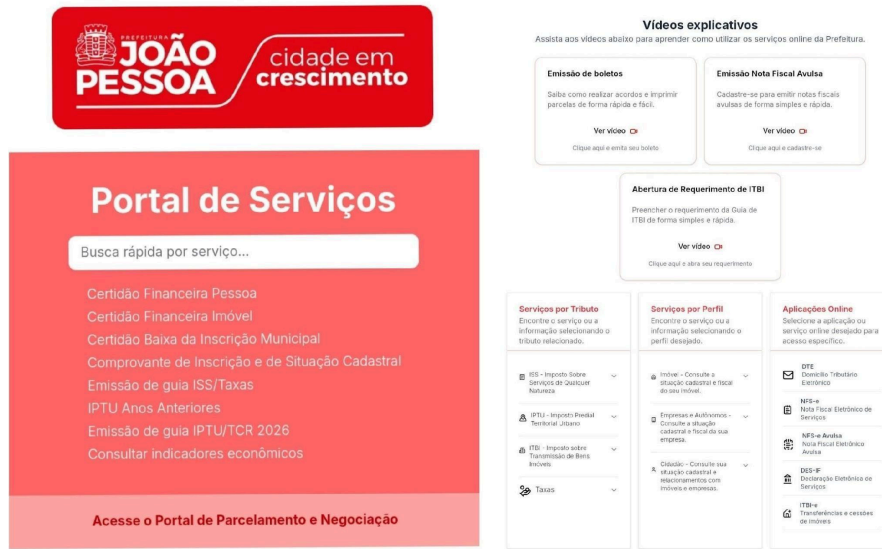 PREFEITURA
JOÃO
PESSOA
cidade em
crescimento
Portal de Serviços
Busca rápida por serviço...
Certidão Financeira Pessoa
Certidão Financeira Imóvel
Certidão Baixa da Inscrição Municipal
Comprovante de Inscrição e de Situação Cadastral
Emissão de guia ISS/Taxas
IPTU Anos Anteriores
Emissão de guia IPTU/TCR 2026
Consultar indicadores econômicos
Acesse o Portal de Parcelamento e Negociação
Vídeos explicativos
Assista aos vídeos abaixo para aprender como utilizar os serviços online da Prefeitura.
Emissão de boletos
Saiba como realizar acordos e imprimir
parcelas de forma rápida e fácil.
Ver vídeo
Clique aqui e emita seu boleto
Emissão Nota Fiscal Avulsa
Cadastre-se para emitir notas fiscais
avulsas de forma simples e rápida.
Ver vídeo
Clique aqui e cadastre-se
Abertura de Requerimento de ITBI
Preencher o requerimento da Guia de
ITBI de forma simples e rápida.
Ver vídeo
Clique aqui e abra seu requerimento
Serviços por Tributo
Encontre o serviço ou a
informação selecionando o
tributo relacionado.
ISS - Imposto Sobre
Serviços de Qualquer
Natureza
IPTU - Imposto Predial
Territorial Urbano
ITBI - Imposto sobre
Transmissão de Bens
Imóveis
Taxas
Serviços por Perfil
Encontre o serviço ou a
informação selecionando o
perfil desejado.
Imóvel - Consulte a
situação cadastral e fiscal
do seu imóvel.
Empresas e Autônomos -
Consulte a situação
cadastral e fiscal da sua
empresa.
Cidadão - Consulte sua
situação cadastral e
relacionamentos com
imóveis e empresas.
Aplicações Online
Selecione a aplicação ou
serviço online desejado para
acesso específico.
DTE
Domicílio Tributário
Eletrônico
NFS-e
Nota Fiscal Eletrônico de
Serviços
NFS-e Avulsa
Nota Fiscal Eletrônico
Avulsa
DES-IF
Declaração Eletrônica de
Serviços
ITBI-e
Transferências e cessões
de imóveis